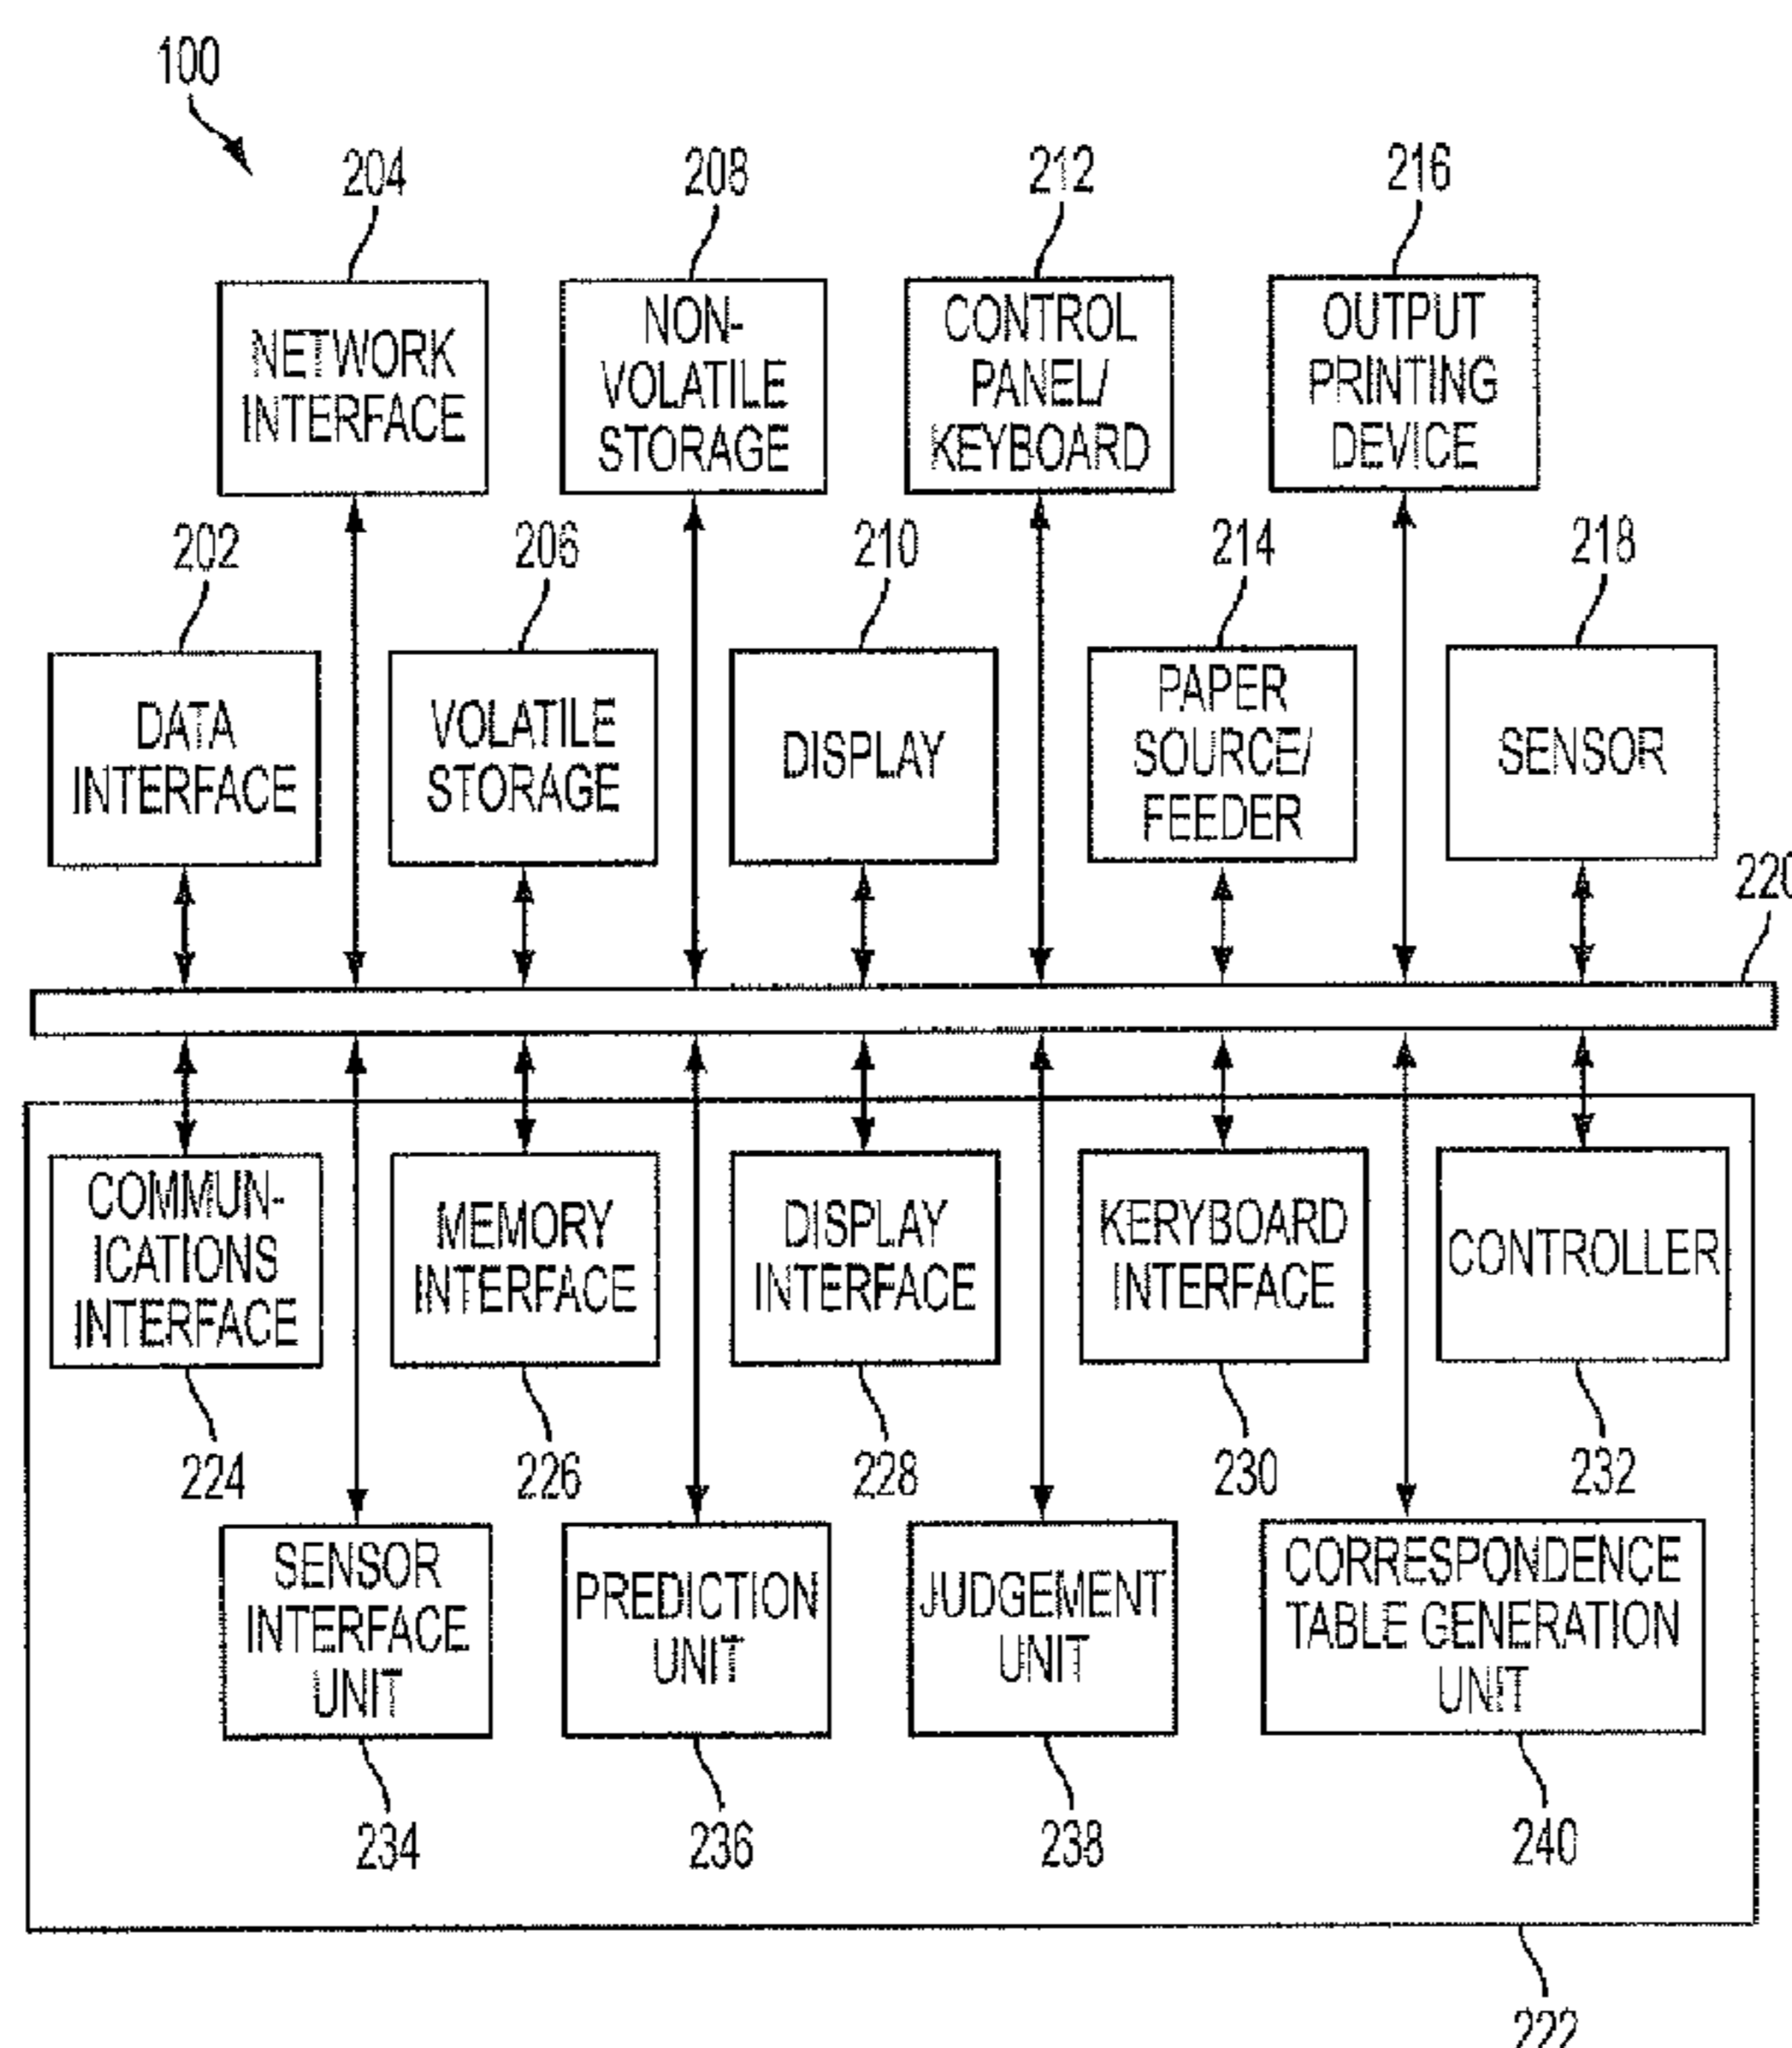 100
204
208
212
216
NETWORK
INTERFACE
NON-
VOLATILE
STORAGE
CONTROL
PANEL/
KEYBOARD
OUTPUT
PRINTING
DEVICE
202
206
210
214
218
DATA
INTERFACE
VOLATILE
STORAGE
DISPLAY
PAPER
SOURCE/
FEEDER
SENSOR
220
COMMUN-
ICATIONS
INTERFACE
MEMORY
INTERFACE
DISPLAY
INTERFACE
KERYBOARD
INTERFACE
CONTROLLER
224
226
228
230
232
SENSOR
INTERFACE
UNIT
PREDICTION
UNIT
JUDGEMENT
UNIT
CORRESPONDENCE
TABLE GENERATION
UNIT
234
236
238
240
222